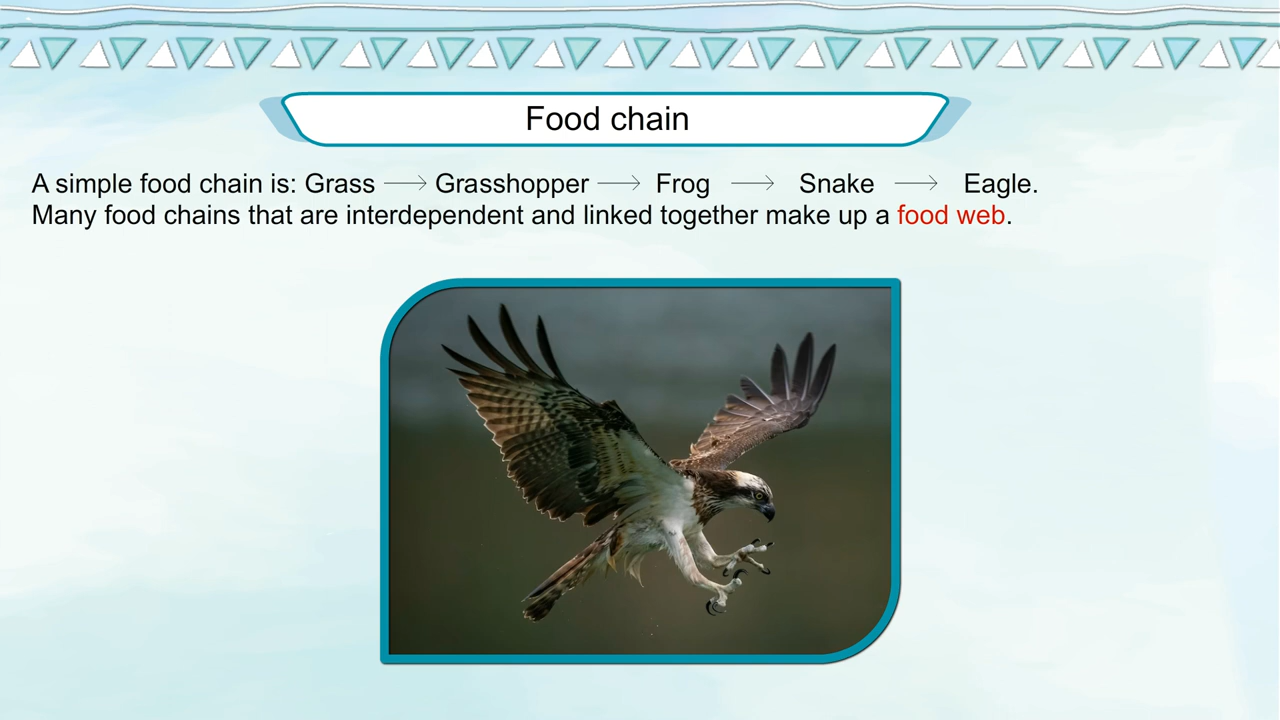 Food chain
A simple food chain is: Grass → Grasshopper → Frog → Snake → Eagle.
Many food chains that are interdependent and linked together make up a food web.